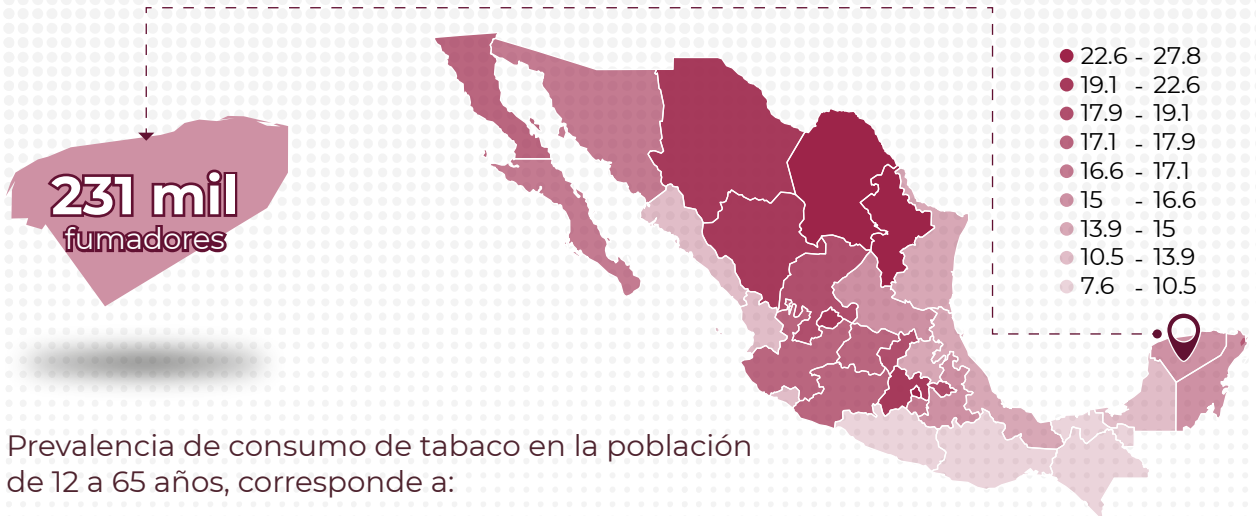 22.6 - 27.8
19.1 - 22.6
17.9 - 19.1
17.1 - 17.9
16.6 - 17.1
15 - 16.6
13.9 - 15
10.5 - 13.9
7.6 - 10.5
231 mil
fumadores
Prevalencia de consumo de tabaco en la población
de 12 a 65 años, corresponde a: